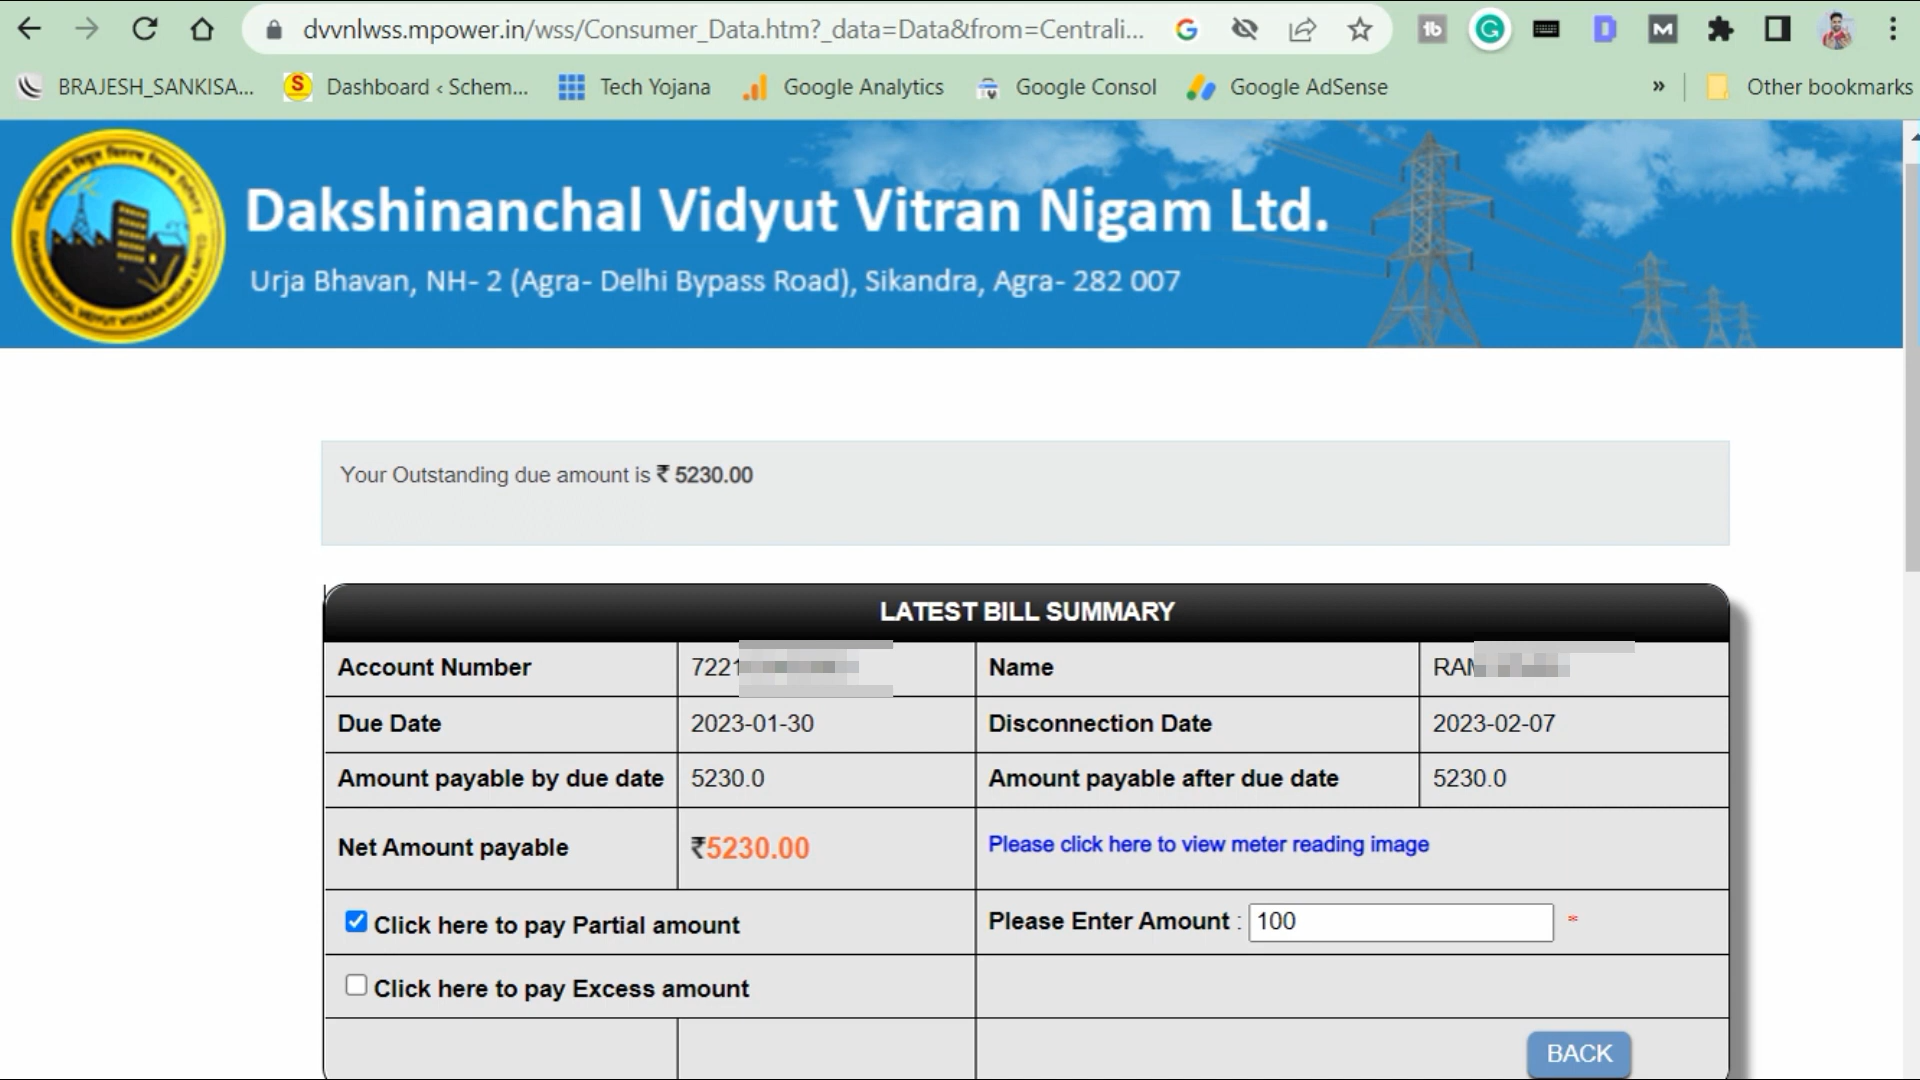 dvvnlwss.mpower.in/wss/Consumer_Data.htm?_data=Data&from=Centrali...
BRAJESH_SANKISA... Dashboard ‹ Schem... Tech Yojana Google Analytics Google Consol Google AdSense » Other bookmarks
Dakshinanchal Vidyut Vitran Nigam Ltd.
Urja Bhavan, NH- 2 (Agra- Delhi Bypass Road), Sikandra, Agra- 282 007
Your Outstanding due amount is ₹ 5230.00
LATEST BILL SUMMARY
Account Number 7221 Name RAM
Due Date 2023-01-30 Disconnection Date 2023-02-07
Amount payable by due date 5230.0 Amount payable after due date 5230.0
Net Amount payable ₹5230.00 Please click here to view meter reading image
Click here to pay Partial amount Please Enter Amount : 100 *
Click here to pay Excess amount
BACK